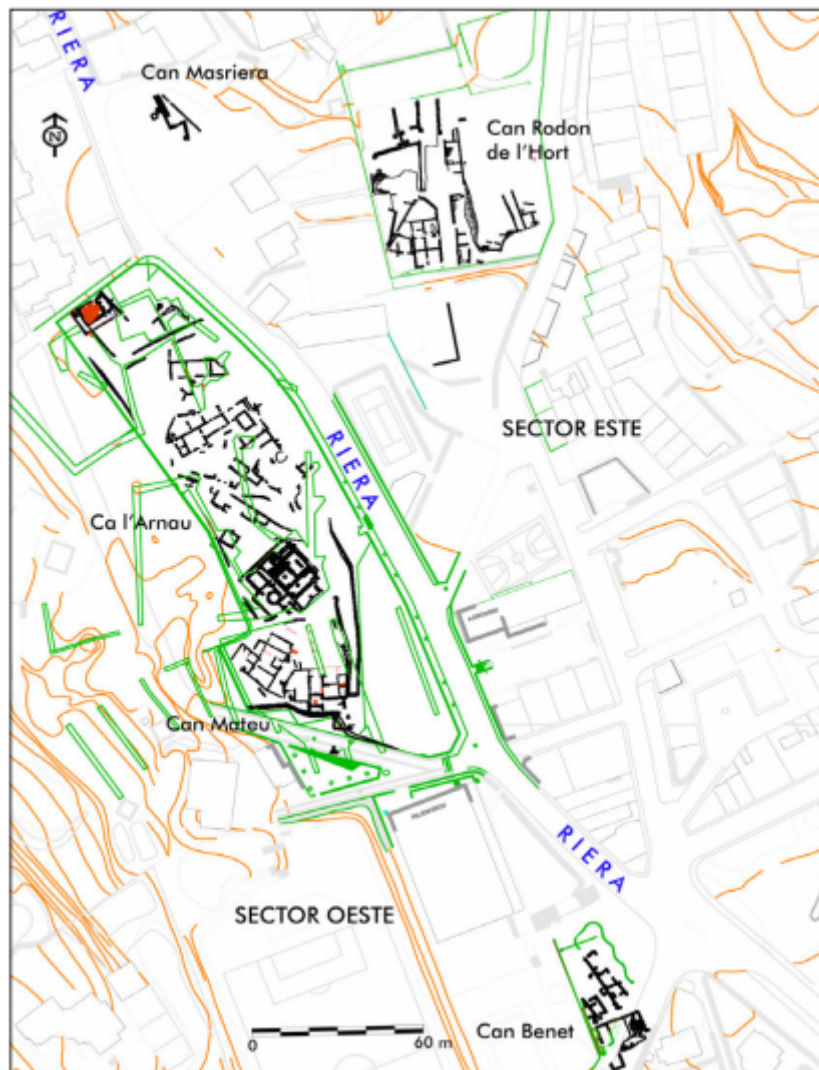 RIERA
Can Masriera
N
Can Rodon
de l'Hort
RIERA
SECTOR ESTE
Ca l'Arnau
Can Mateu
RIERA
SECTOR OESTE
Can Benet
0 60 m